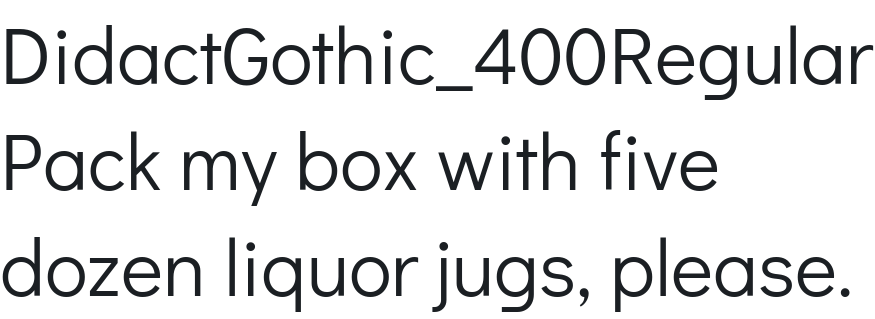 DidactGothic_400Regular
Pack my box with five
dozen liquor jugs, please.